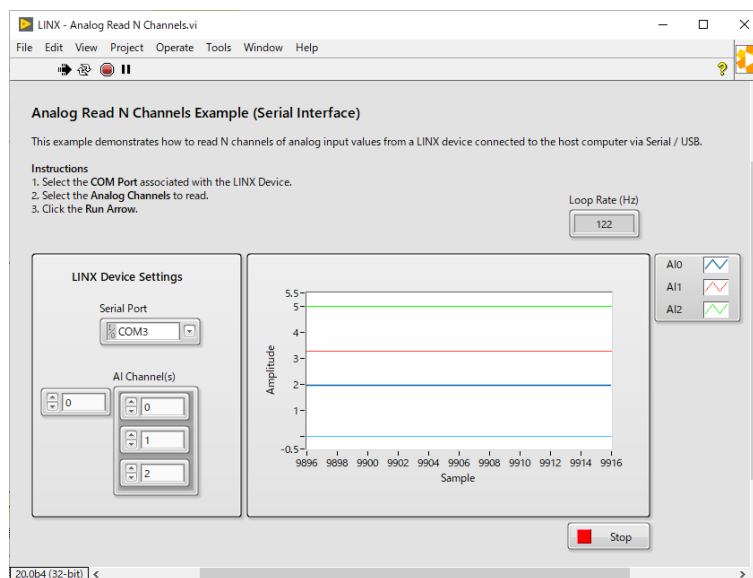 LINX - Analog Read N Channels.vi
File Edit View Project Operate Tools Window Help
Analog Read N Channels Example (Serial Interface)
This example demonstrates how to read N channels of analog input values from a LINX device connected to the host computer via Serial / USB.
Instructions
1. Select the COM Port associated with the LINX Device.
2. Select the Analog Channels to read.
3. Click the Run Arrow.
Loop Rate (Hz)
122
LINX Device Settings
Serial Port
COM3
AI Channel(s)
0
0
1
2
Amplitude
5.5
5
4
3
2
1
-0.5
9896 9898 9900 9902 9904 9906 9908 9910 9912 9914 9916
Sample
AI0
AI1
AI2
Stop
20.0b4 (32-bit)